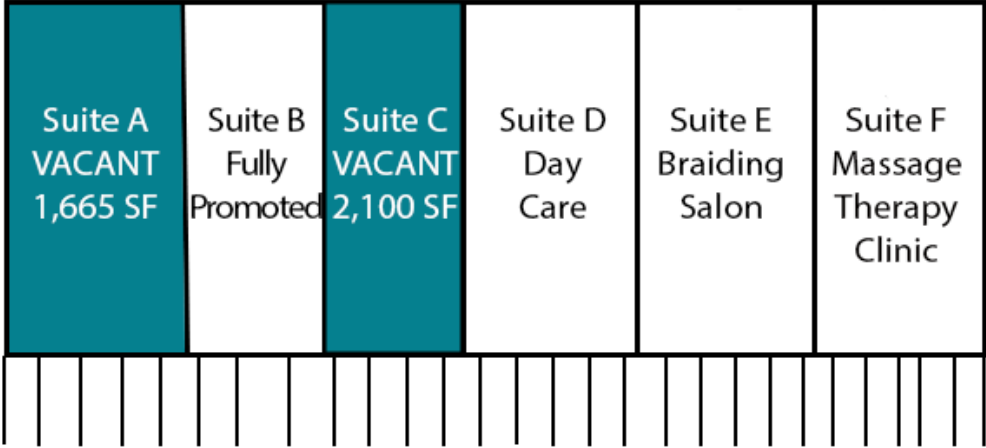 Suite A
VACANT
1,665 SF
Suite B
Fully
Promoted
Suite C
VACANT
2,100 SF
Suite D
Day
Care
Suite E
Braiding
Salon
Suite F
Massage
Therapy
Clinic